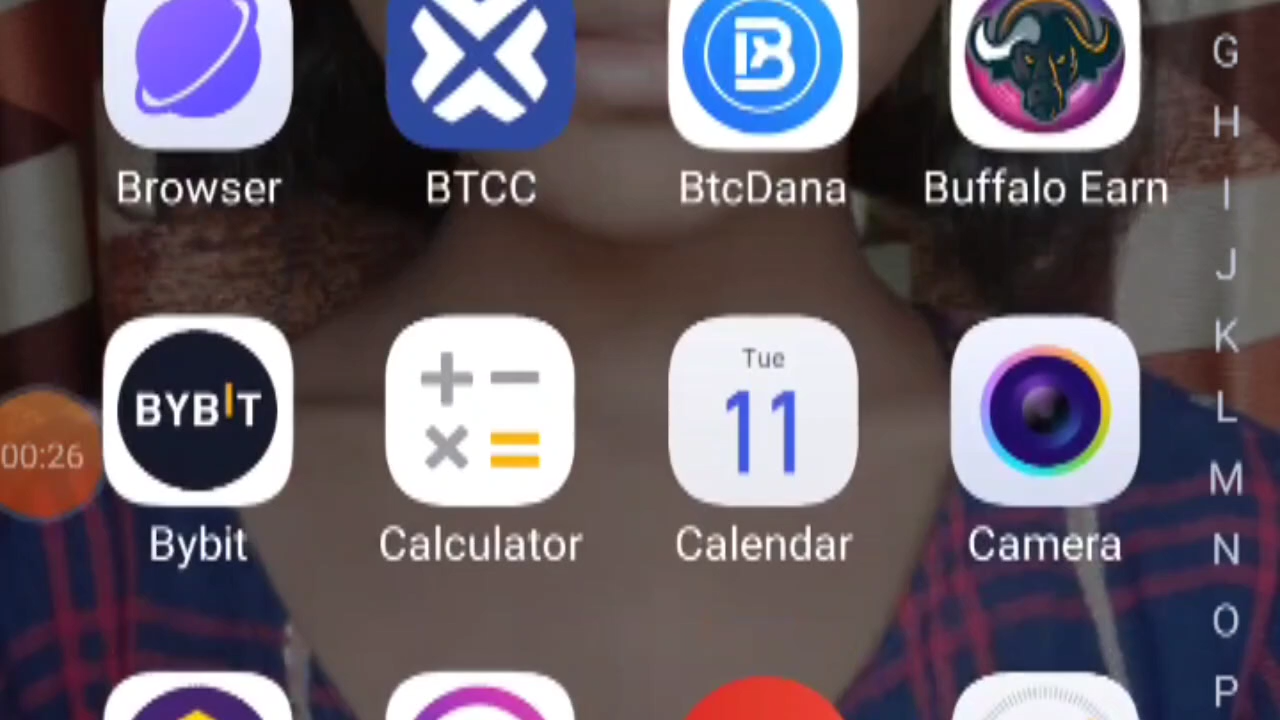 B
Browser
BTCC
BtcDana
Buffalo Earn
BYBIT
Tue
11
00:26
Bybit
Calculator
Calendar
Camera
G
H
I
J
K
L
M
N
O
P